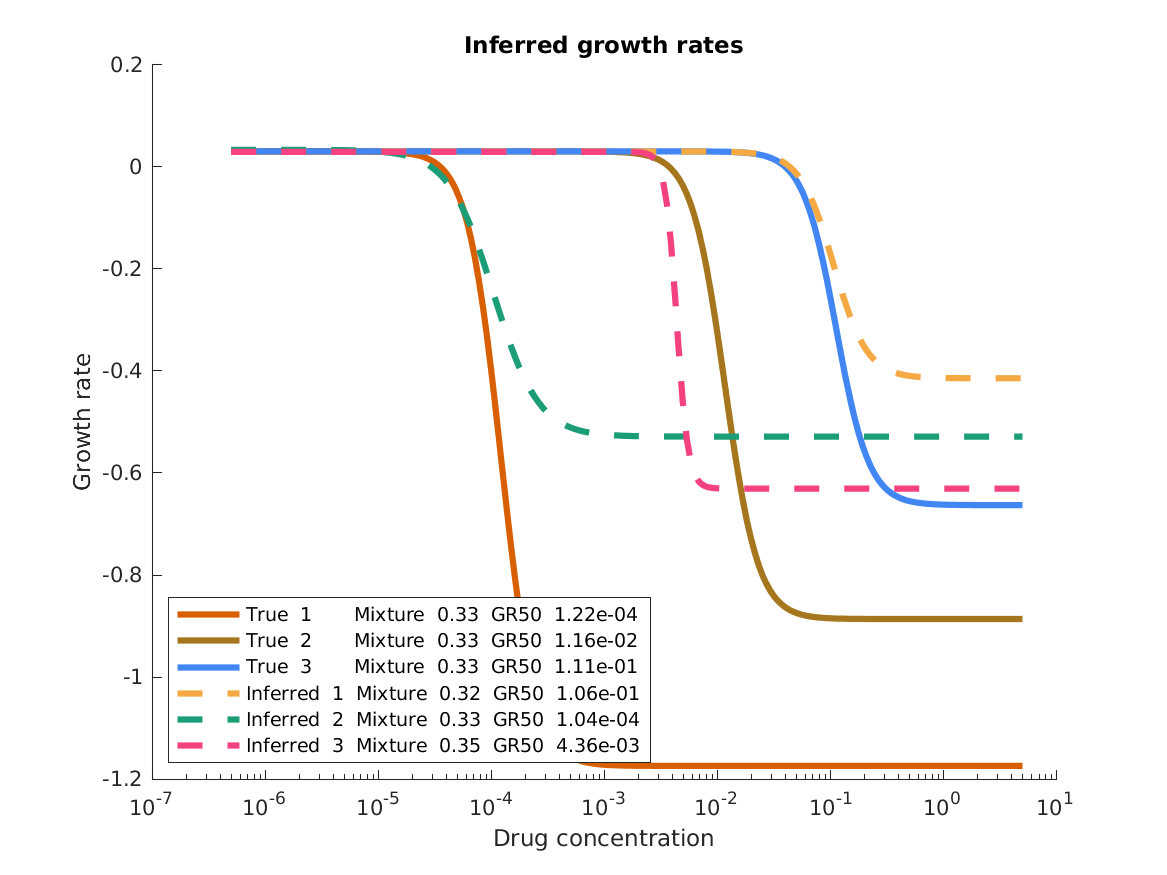 Inferred growth rates
0.2
0
-0.2
-0.4
-0.6
-0.8
-1
-1.2
Growth rate
True 1 Mixture 0.33 GR50 1.22e-04
True 2 Mixture 0.33 GR50 1.16e-02
True 3 Mixture 0.33 GR50 1.11e-01
Inferred 1 Mixture 0.32 GR50 1.06e-01
Inferred 2 Mixture 0.33 GR50 1.04e-04
Inferred 3 Mixture 0.35 GR50 4.36e-03
10^-7 10^-6 10^-5 10^-4 10^-3 10^-2 10^-1 10^0 10^1
Drug concentration